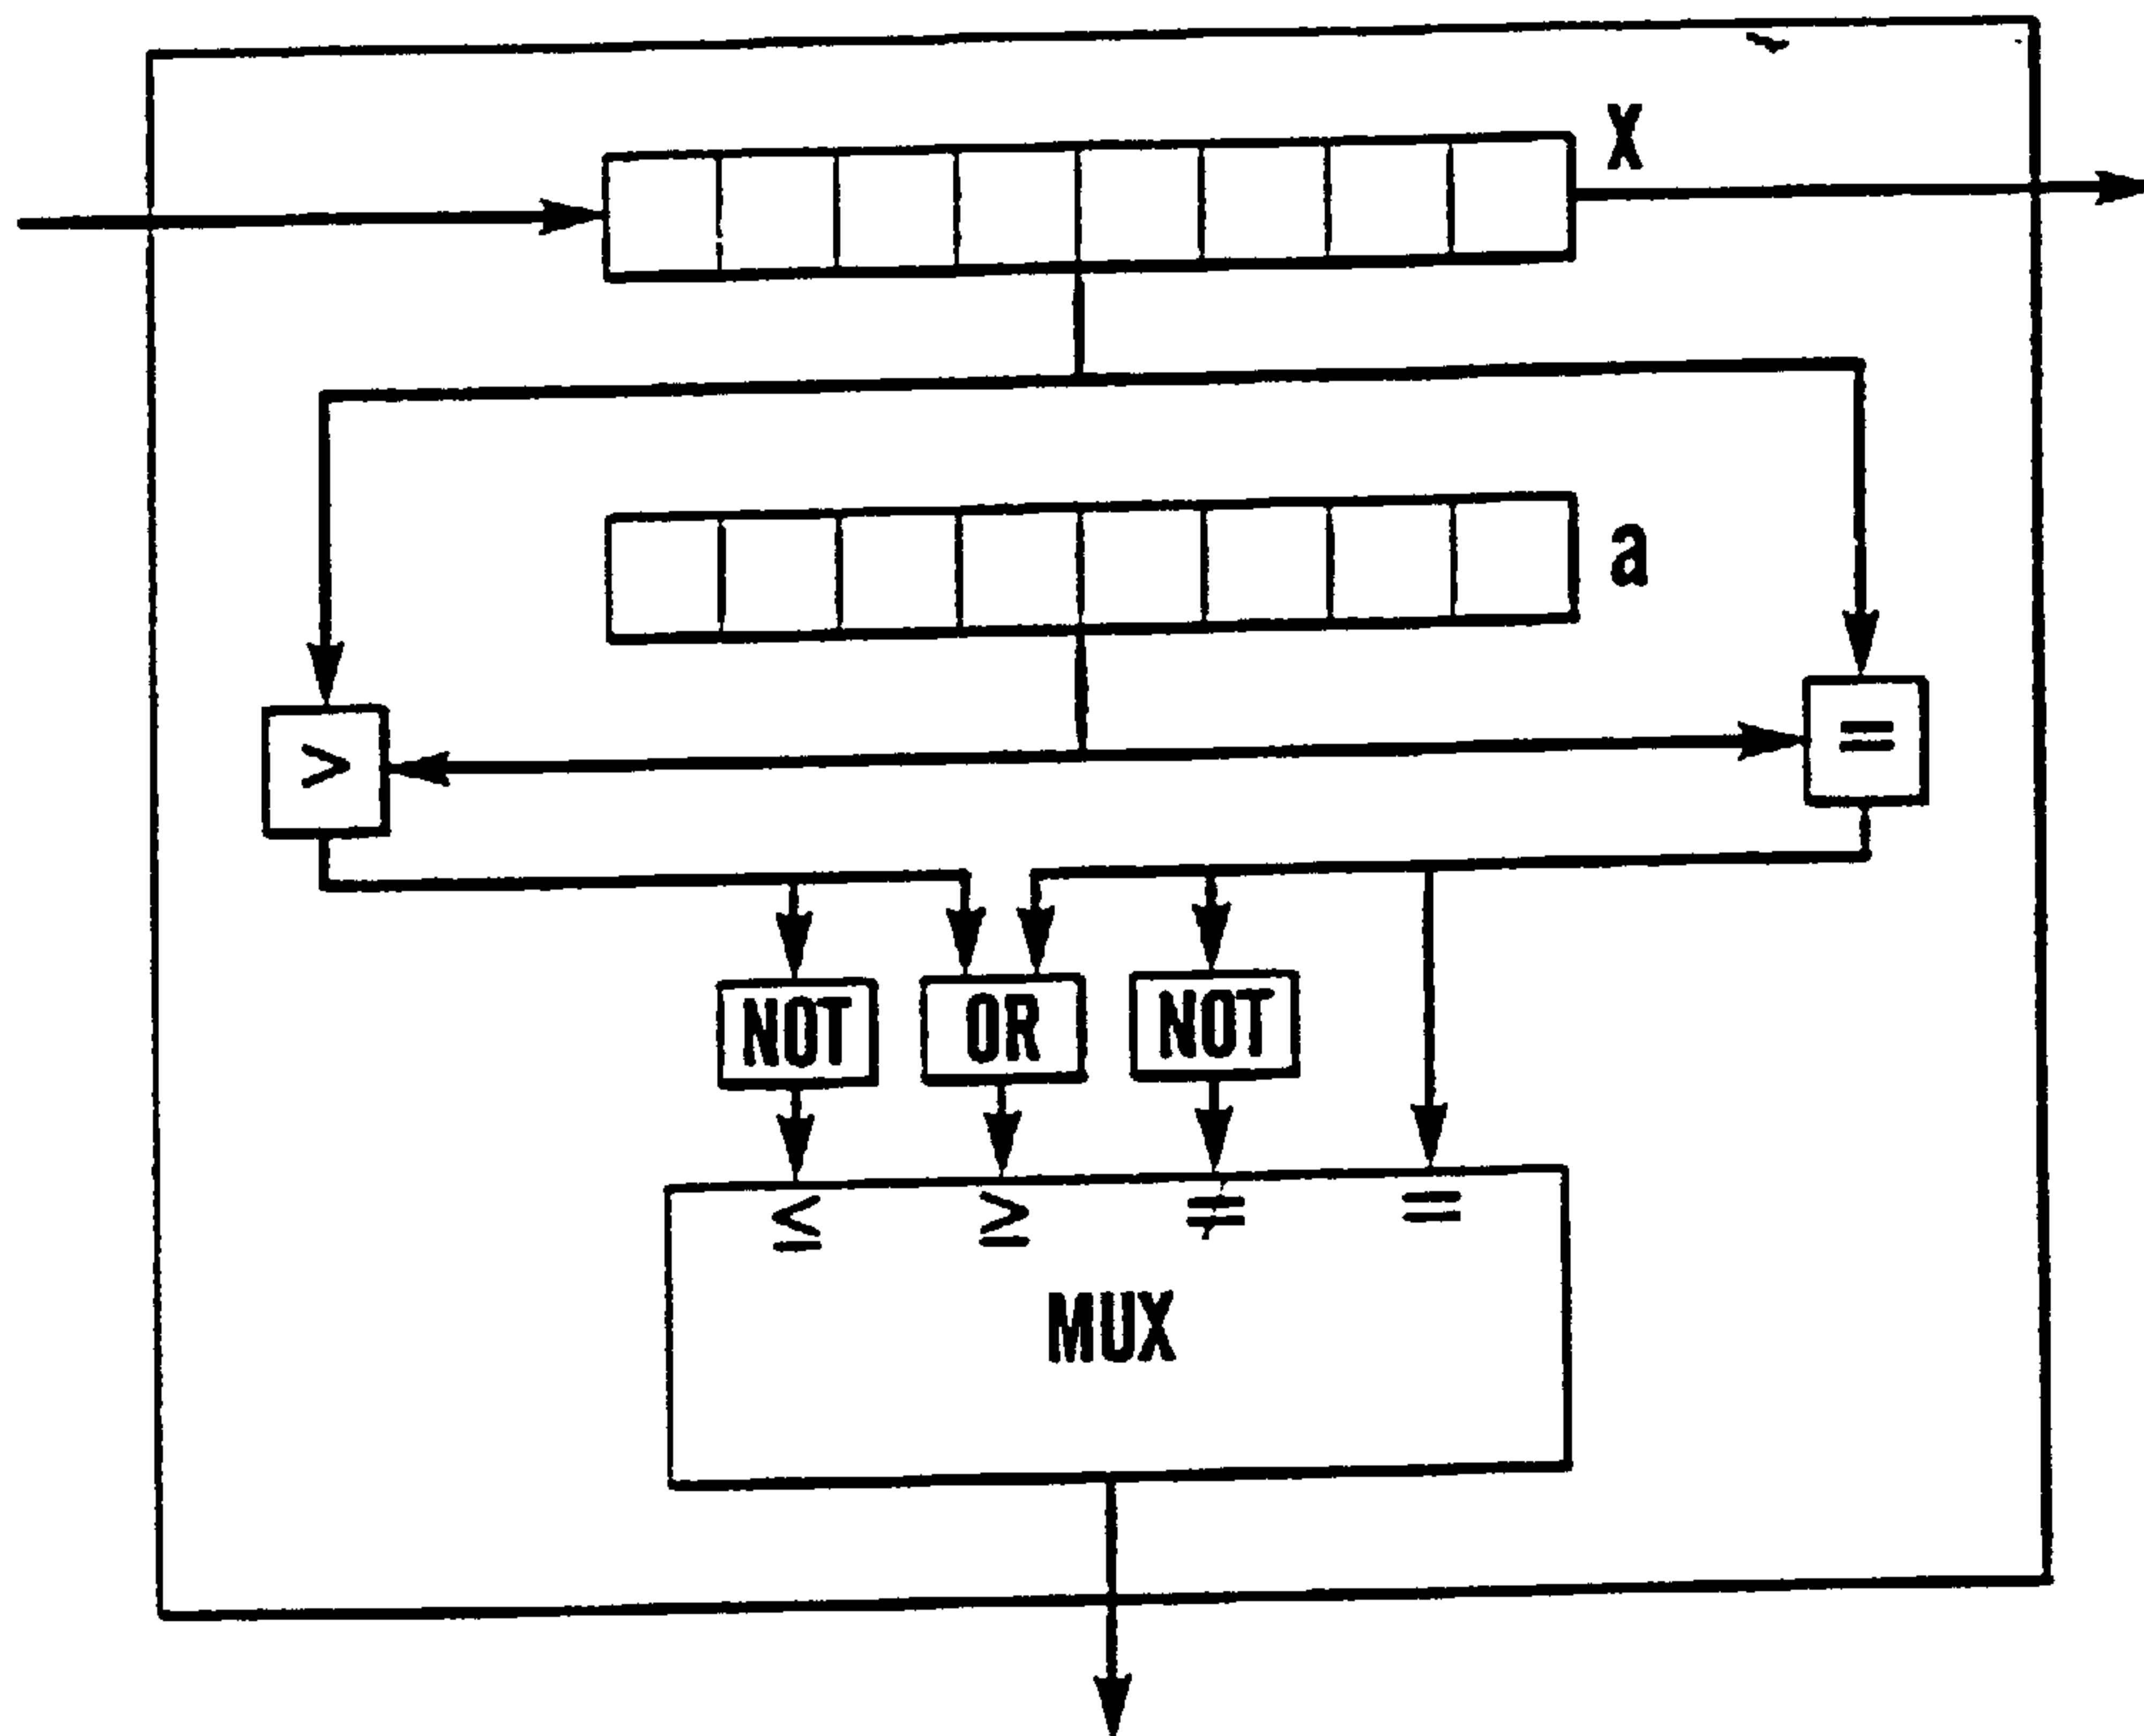 X
a
>
=
NOT OR NOT
≤ ≥ ≠ =
MUX